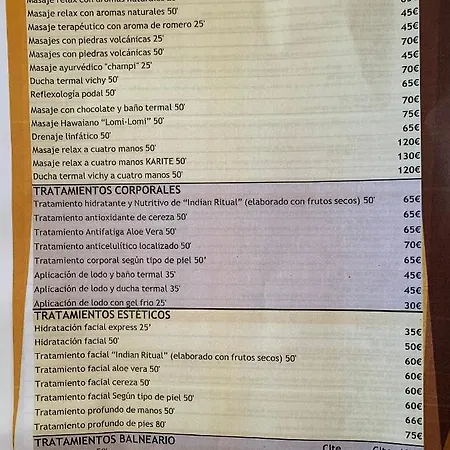 Masaje relax con aromas naturales 50'
Masaje relax con aromas naturales 50' 45€
Masaje terapéutico con aroma de romero 25' 45€
Masajes con piedras volcánicas 25' 70€
Masajes con piedras volcánicas 50' 45€
Masaje ayurvédico "champi" 25' 70€
Ducha termal vichy 50' 65€
Reflexología podal 50' 70€
Masaje con chocolate y baño termal 50' 75€
Masaje Hawaiano "Lomi-Lomi" 50' 65€
Drenaje linfático 50' 120€
Masaje relax a cuatro manos 50' 130€
Masaje relax a cuatro manos KARITE 50' 120€
Ducha termal vichy a cuatro manos 50'
TRATAMIENTOS CORPORALES
Tratamiento hidratante y Nutritivo de "Indian Ritual" (elaborado con frutos secos) 50' 65€
Tratamiento antioxidante de cereza 50' 65€
Tratamiento Antifatiga Aloe Vera 50' 65€
Tratamiento anticelulítico localizado 50' 70€
Tratamiento corporal según tipo de piel 50' 65€
Aplicación de lodo y baño termal 35' 45€
Aplicación de lodo y ducha termal 35' 45€
Aplicación de lodo con gel frio 25' 30€
TRATAMIENTOS ESTÉTICOS
Hidratación facial express 25' 35€
Hidratación facial 50' 50€
Tratamiento facial "Indian Ritual" (elaborado con frutos secos) 50' 60€
Tratamiento facial aloe vera 50' 60€
Tratamiento facial cereza 50' 60€
Tratamiento facial Según tipo de piel 50' 60€
Tratamiento profundo de manos 50' 66€
Tratamiento profundo de pies 80' 75€
TRATAMIENTOS BALNEARIO